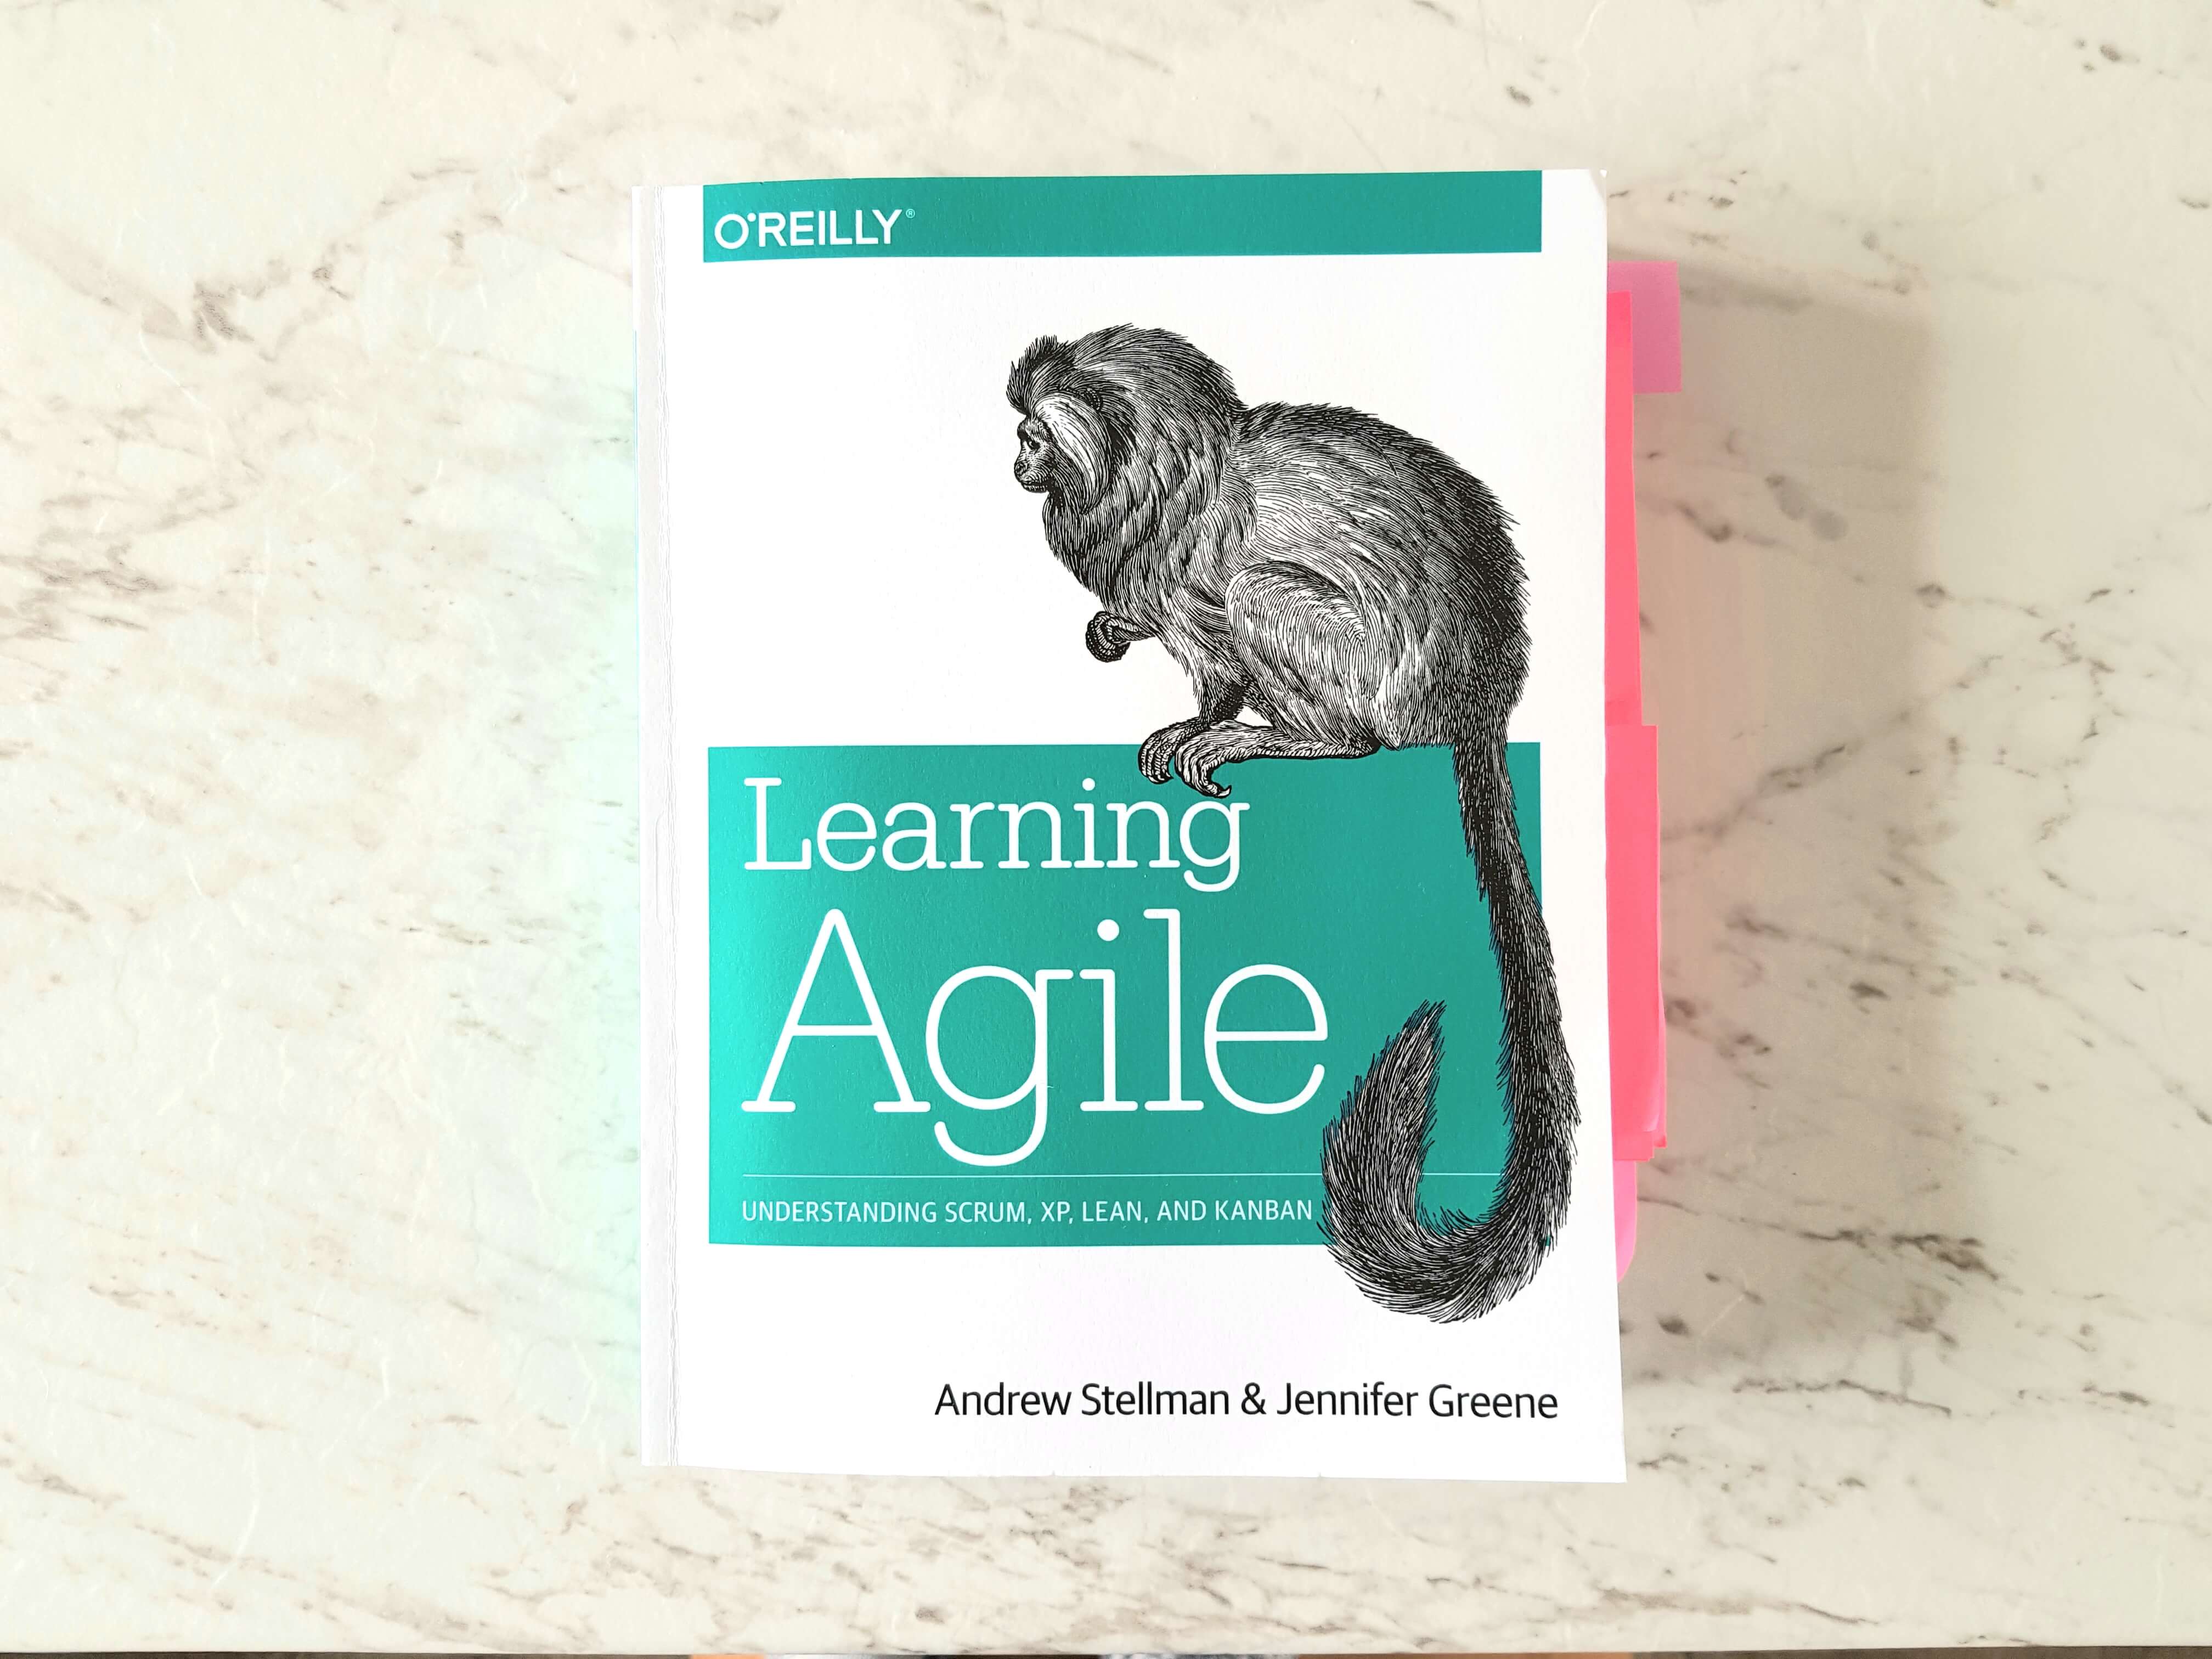 O'REILLY®
Learning
Agile
UNDERSTANDING SCRUM, XP, LEAN, AND KANBAN
Andrew Stellman & Jennifer Greene